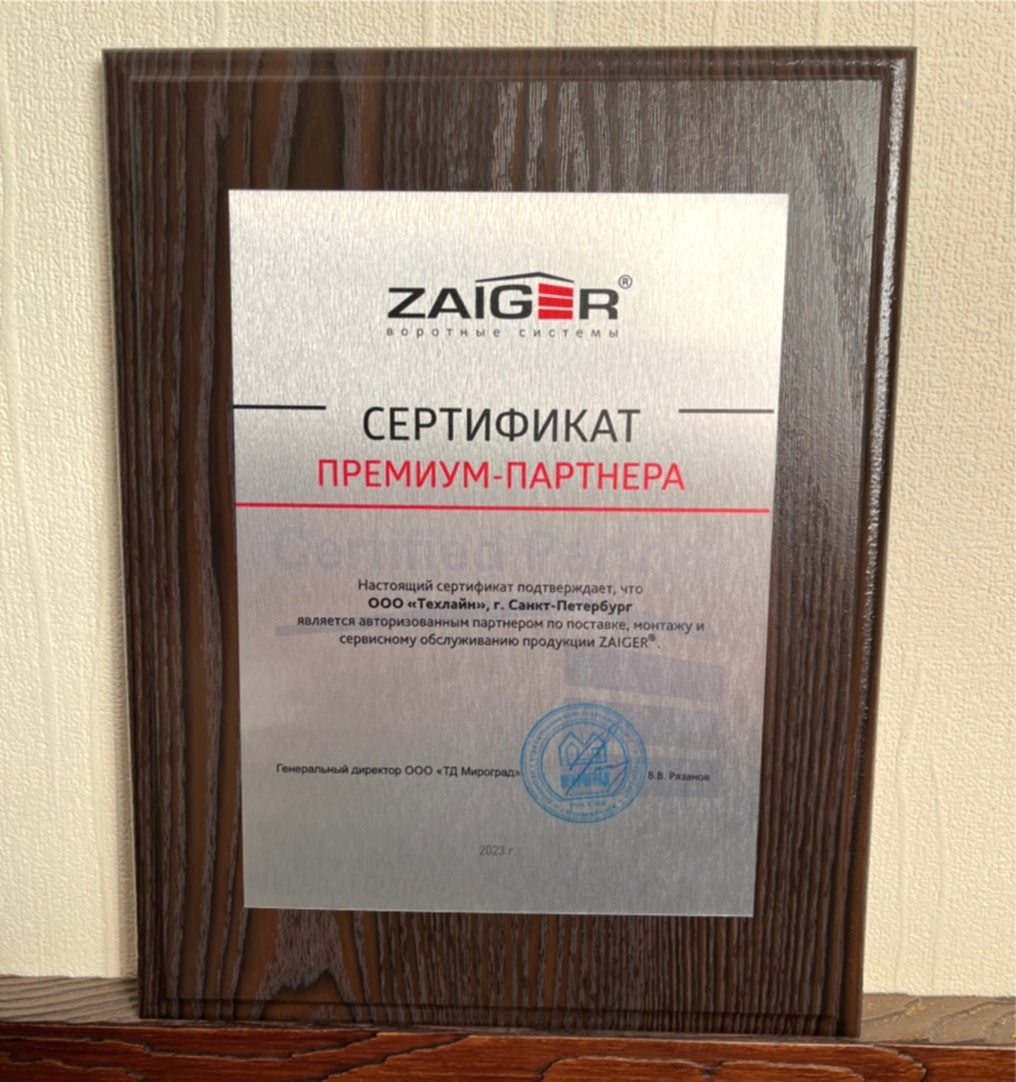 ZAIGER®
воротные системы
СЕРТИФИКАТ
ПРЕМИУМ-ПАРТНЕРА
Certified Partner
Настоящий сертификат подтверждает, что
ООО «Техлайн», г. Санкт-Петербург
является авторизованным партнером по поставке, монтажу и
сервисному обслуживанию продукции ZAIGER®.
Генеральный директор ООО «ТД Мироград»
В.В. Рязанов
РОССИЯ
2023 г.